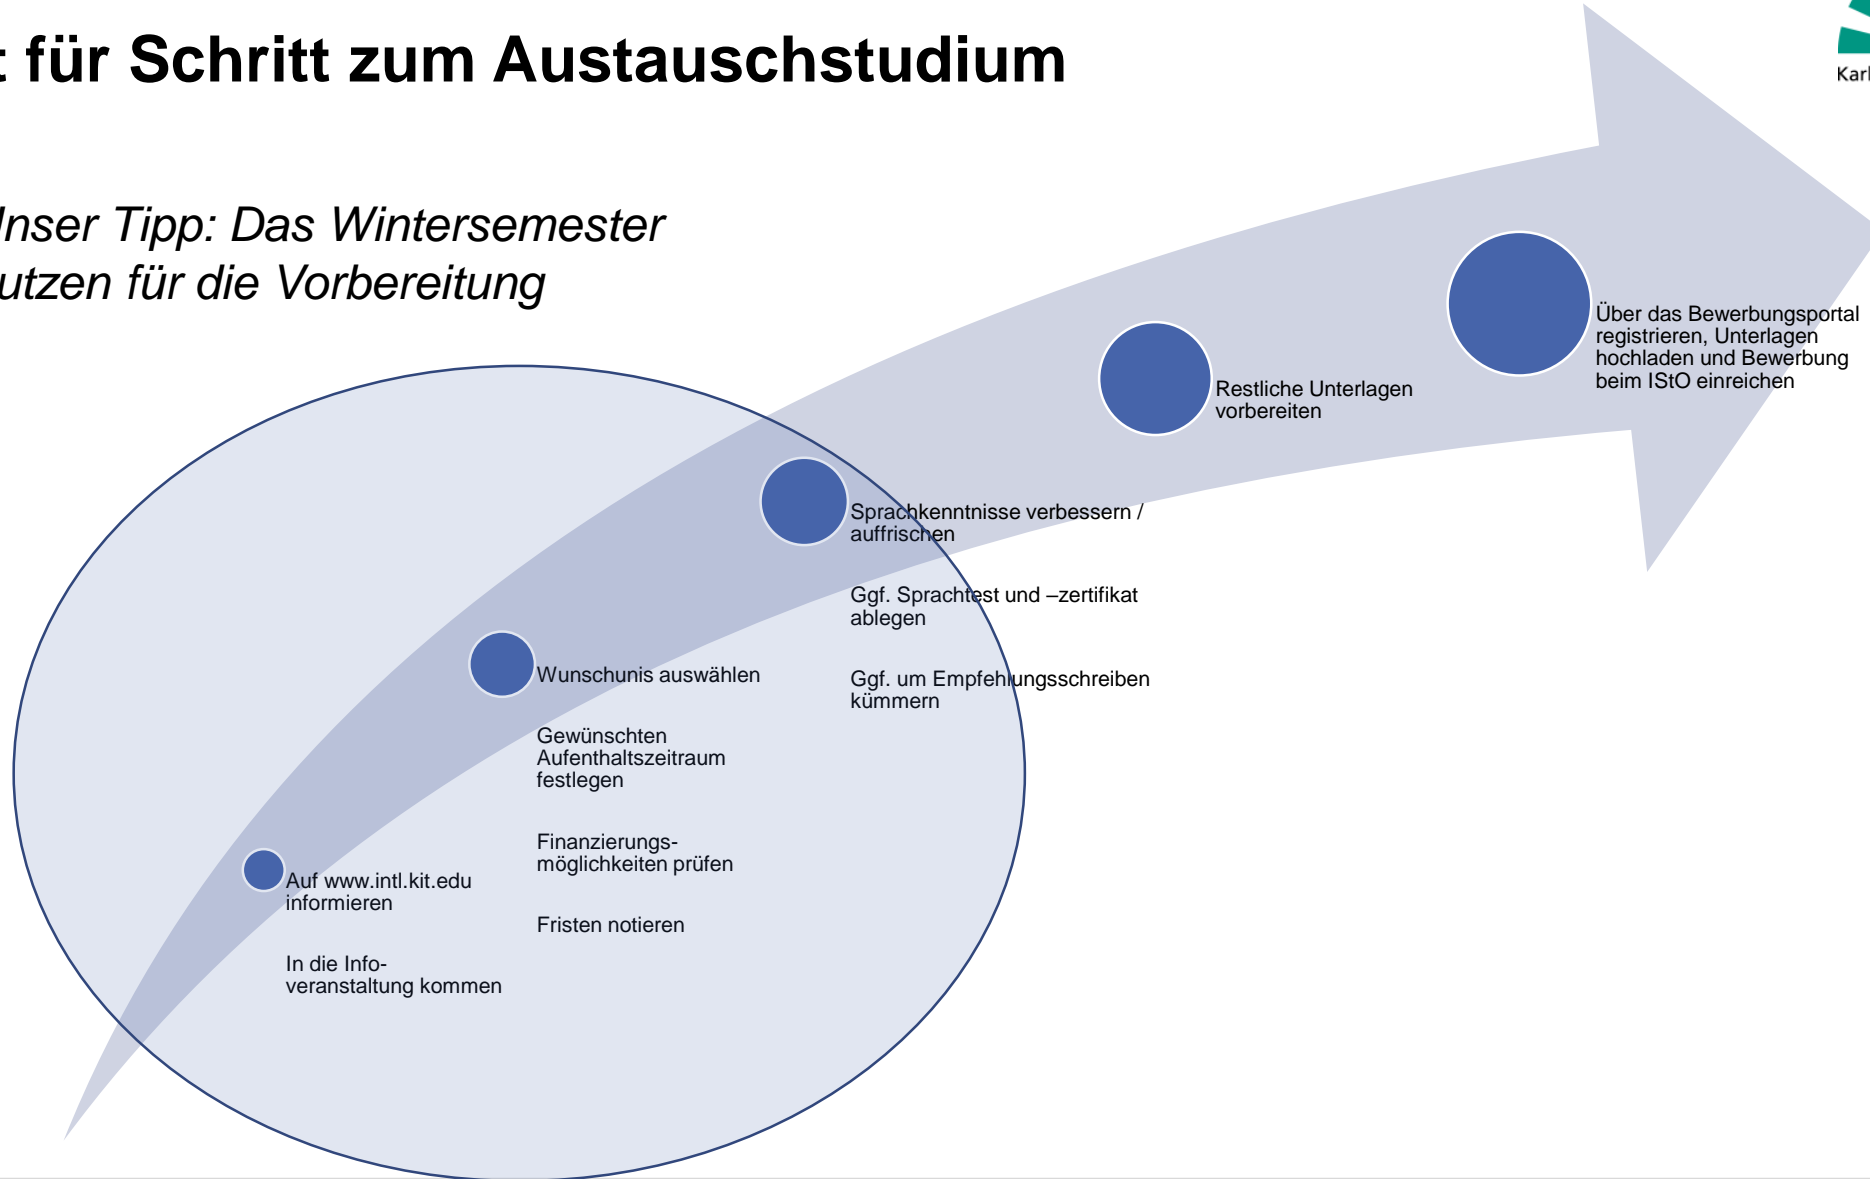 t für Schritt zum Austauschstudium
Karl
Unser Tipp: Das Wintersemester
utzen für die Vorbereitung
Über das Bewerbungsportal
registrieren, Unterlagen
hochladen und Bewerbung
beim IStO einreichen
Restliche Unterlagen
vorbereiten
Sprachkenntnisse verbessern /
auffrischen
Ggf. Sprachtest und –zertifikat
ablegen
Ggf. um Empfehlungsschreiben
kümmern
Wunschunis auswählen
Gewünschten
Aufenthaltszeitraum
festlegen
Finanzierungs-
möglichkeiten prüfen
Fristen notieren
Auf www.intl.kit.edu
informieren
In die Info-
veranstaltung kommen